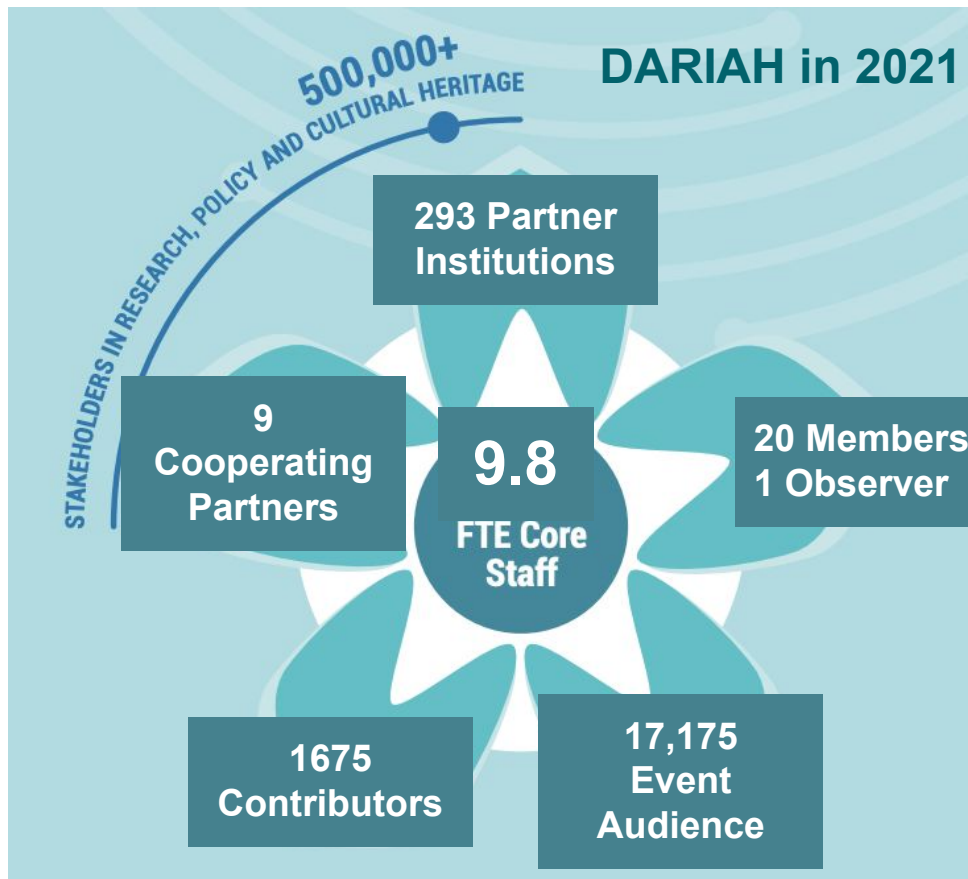 DARIAH in 2021
500,000+
STAKEHOLDERS IN RESEARCH, POLICY AND CULTURAL HERITAGE
293 Partner
Institutions
9
Cooperating
Partners
9.8
FTE Core
Staff
20 Members
1 Observer
1675
Contributors
17,175
Event
Audience